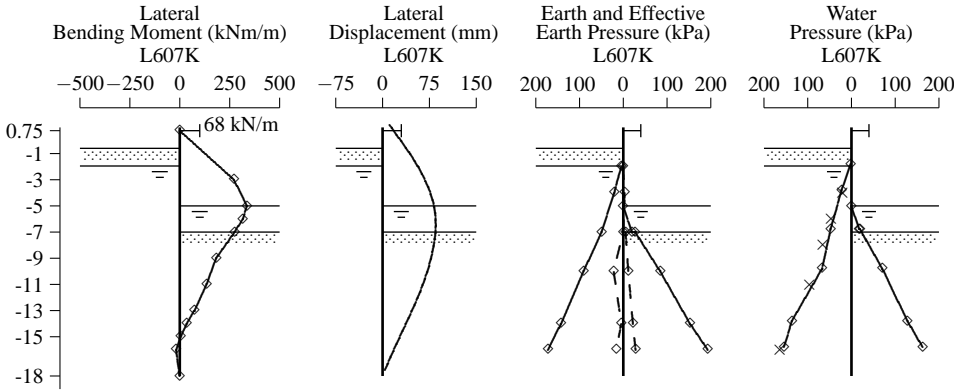 Lateral
Bending Moment (kNm/m)
L607K
−500 −250 0 250 500
Lateral
Displacement (mm)
L607K
−75 0 75 150
Earth and Effective
Earth Pressure (kPa)
L607K
200 100 0 100 200
Water
Pressure (kPa)
L607K
200 100 0 100 200
68 kN/m
0.75
-1
-3
-5
-7
-9
-11
-13
-15
-18